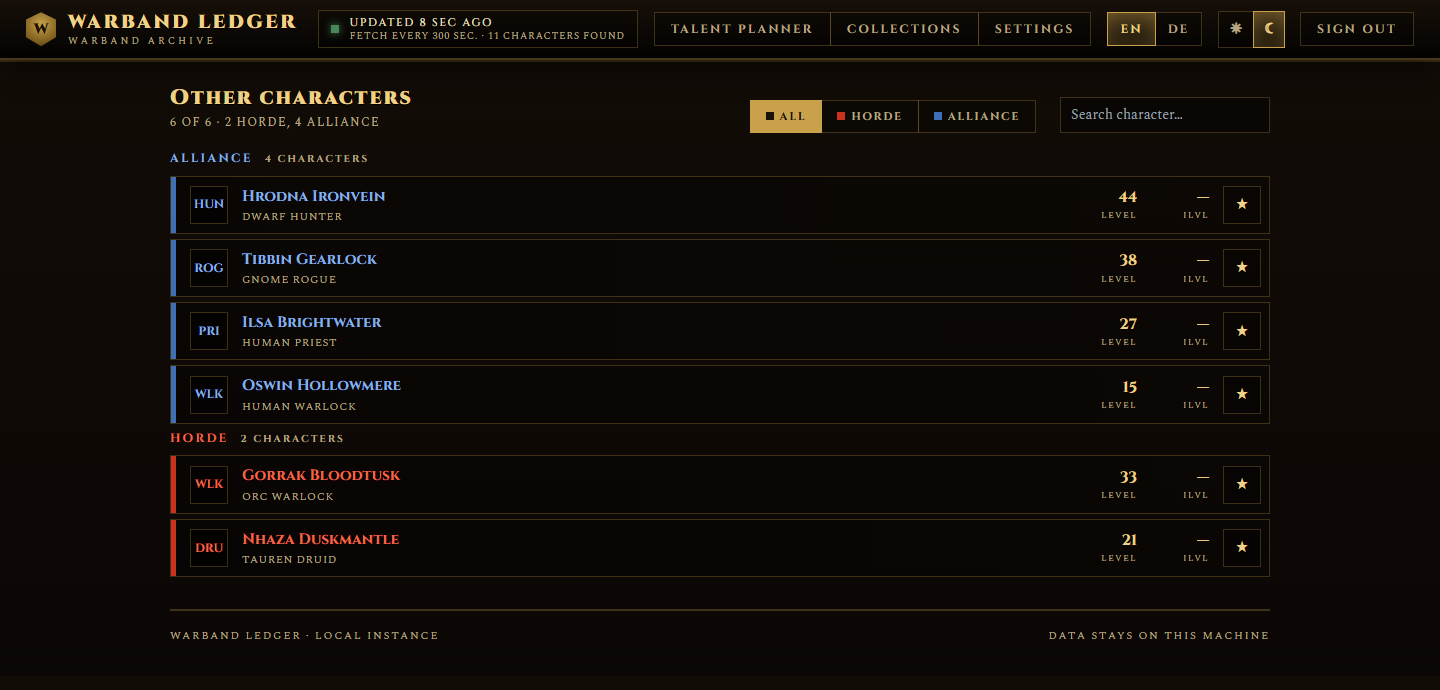 W
WARBAND LEDGER
WARBAND ARCHIVE
UPDATED 8 SEC AGO
FETCH EVERY 300 SEC. · 11 CHARACTERS FOUND
TALENT PLANNER
COLLECTIONS
SETTINGS
EN
DE
SIGN OUT
Other characters
6 OF 6 · 2 HORDE, 4 ALLIANCE
ALL
HORDE
ALLIANCE
Search character...
ALLIANCE 4 CHARACTERS
HUN
Hrodna Ironvein
DWARF HUNTER
44
LEVEL
—
ILVL
★
ROG
Tibbin Gearlock
GNOME ROGUE
38
LEVEL
—
ILVL
★
PRI
Ilsa Brightwater
HUMAN PRIEST
27
LEVEL
—
ILVL
★
WLK
Oswin Hollowmere
HUMAN WARLOCK
15
LEVEL
—
ILVL
★
HORDE 2 CHARACTERS
WLK
Gorrak Bloodtusk
ORC WARLOCK
33
LEVEL
—
ILVL
★
DRU
Nhaza Duskmantle
TAUREN DRUID
21
LEVEL
—
ILVL
★
WARBAND LEDGER · LOCAL INSTANCE
DATA STAYS ON THIS MACHINE